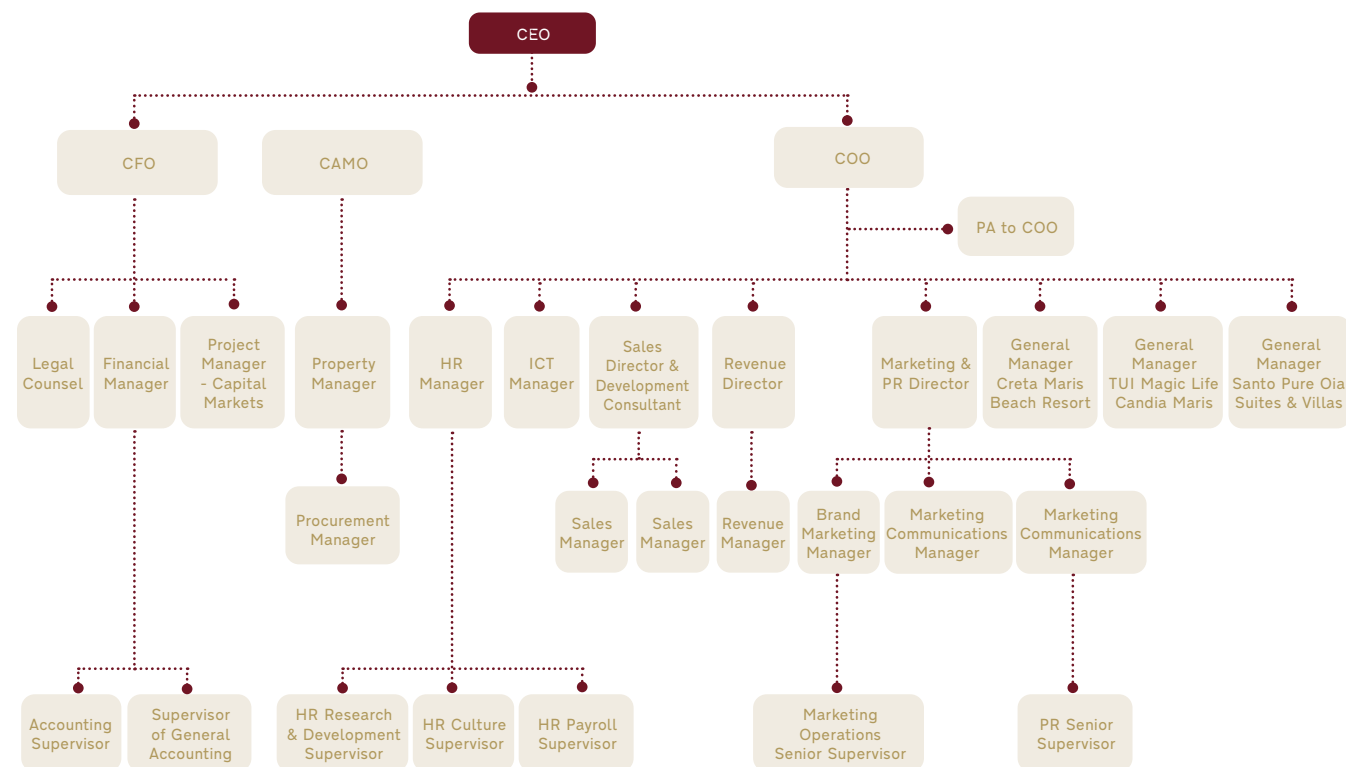 CEO
CFO
CAMO
COO
PA to COO
Legal
Counsel
Financial
Manager
Project
Manager
- Capital
Markets
Property
Manager
HR
Manager
ICT
Manager
Sales
Director &
Development
Consultant
Revenue
Director
Marketing &
PR Director
General
Manager
Creta Maris
Beach Resort
General
Manager
TUI Magic Life
Candia Maris
General
Manager
Santo Pure Oia
Suites & Villas
Procurement
Manager
Sales
Manager
Sales
Manager
Revenue
Manager
Brand
Marketing
Manager
Marketing
Communications
Manager
Marketing
Communications
Manager
Accounting
Supervisor
Supervisor
of General
Accounting
HR Research
& Development
Supervisor
HR Culture
Supervisor
HR Payroll
Supervisor
Marketing
Operations
Senior Supervisor
PR Senior
Supervisor